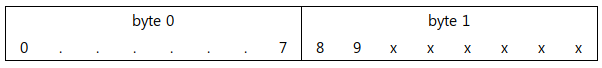 byte 0 byte 1
0 . . . . . . 7 8 9 x x x x x x